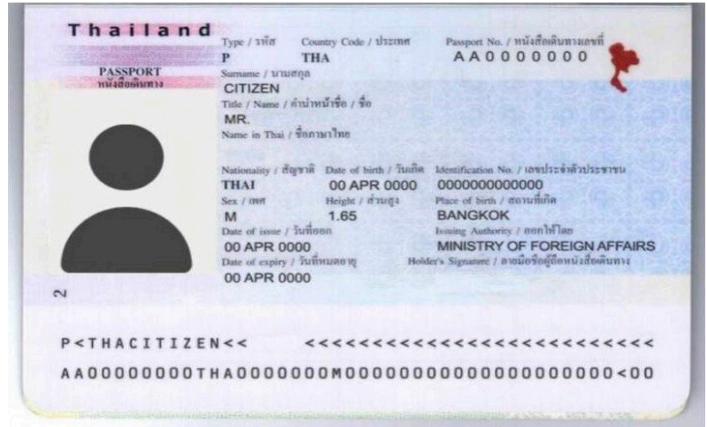 Thailand
PASSPORT
หนังสือเดินทาง
Type / รหัส Country Code / ประเทศ Passport No. / หนังสือเดินทางเลขที่
P THA AA0000000
Surname / นามสกุล
CITIZEN
Title / Name / คำนำหน้าชื่อ / ชื่อ
MR.
Name in Thai / ชื่อภาษาไทย
Nationality / สัญชาติ Date of birth / วันเกิด Identification No. / เลขประจำตัวประชาชน
THAI 00 APR 0000 0000000000000
Sex / เพศ Height / ส่วนสูง Place of birth / สถานที่เกิด
M 1.65 BANGKOK
Date of issue / วันที่ออก Issuing Authority / ออกให้โดย
00 APR 0000 MINISTRY OF FOREIGN AFFAIRS
Date of expiry / วันที่หมดอายุ Holder's Signature / ลายมือชื่อผู้ถือหนังสือเดินทาง
00 APR 0000
2
P<THACITIZEN<< <<<<<<<<<<<<<<<<<<<<<<<<<<
AA00000000THA0000000M00000000000000000000<00